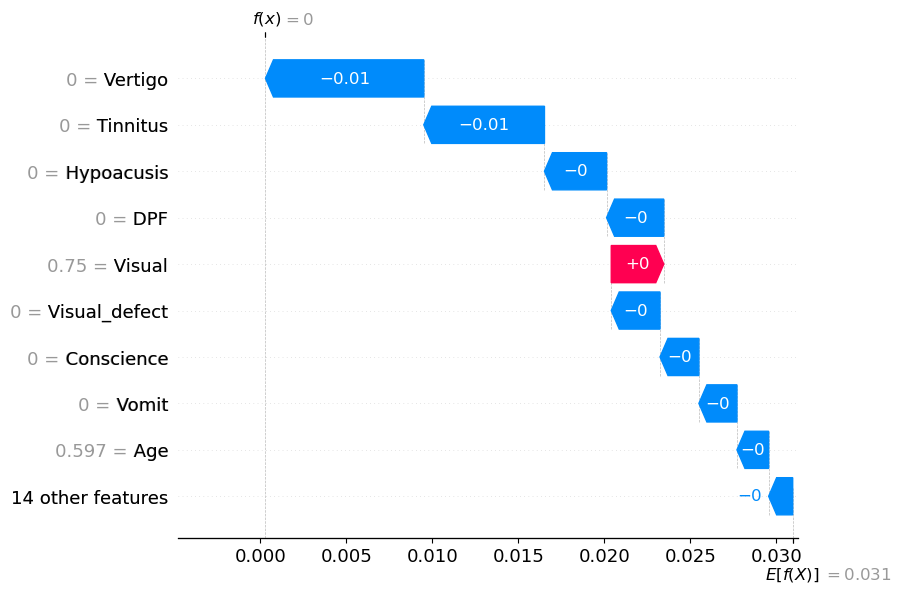 f(x) = 0
0 = Vertigo −0.01
0 = Tinnitus −0.01
0 = Hypoacusis −0
0 = DPF −0
0.75 = Visual +0
0 = Visual_defect −0
0 = Conscience −0
0 = Vomit −0
0.597 = Age −0
14 other features −0
0.000 0.005 0.010 0.015 0.020 0.025 0.030
E[f(X)] = 0.031